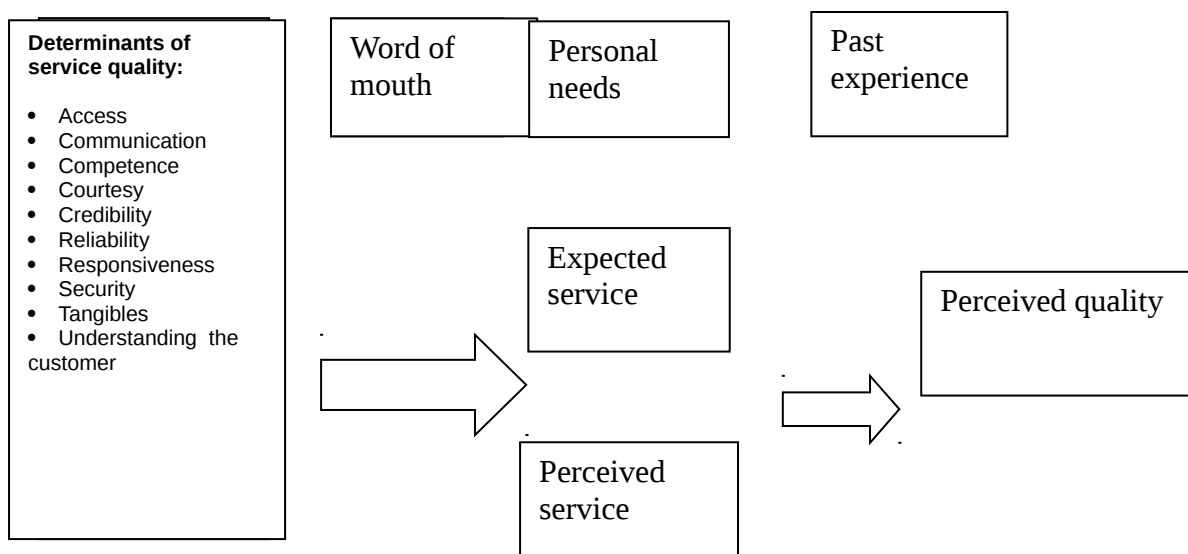 Determinants of
service quality:
• Access
• Communication
• Competence
• Courtesy
• Credibility
• Reliability
• Responsiveness
• Security
• Tangibles
• Understanding the
customer
Word of
mouth
Personal
needs
Past
experience
Expected
service
Perceived quality
Perceived
service